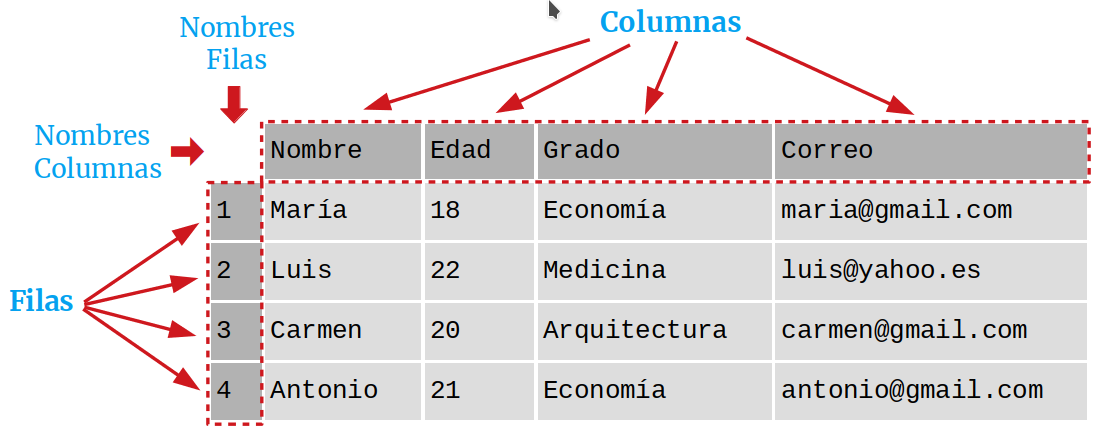 Nombres
Filas
Columnas
Nombres
Columnas
Nombre Edad Grado Correo
1 María 18 Economía maria@gmail.com
2 Luis 22 Medicina luis@yahoo.es
Filas
3 Carmen 20 Arquitectura carmen@gmail.com
4 Antonio 21 Economía antonio@gmail.com